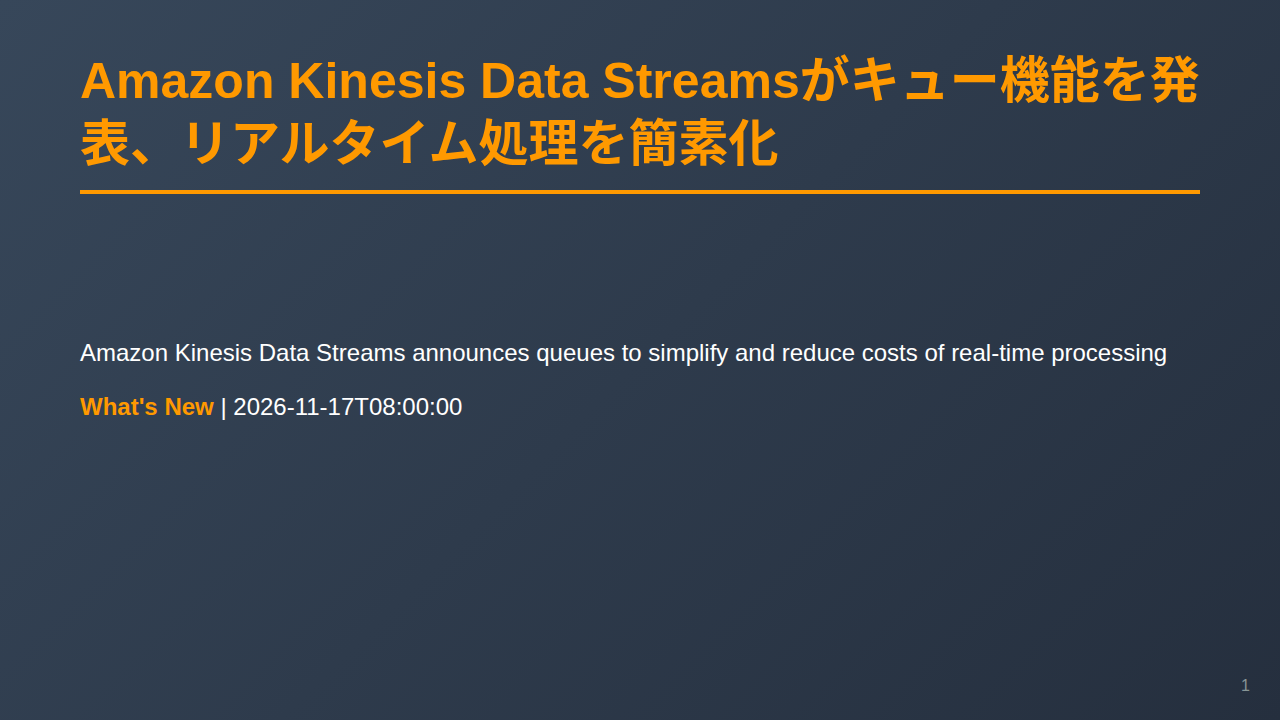 Amazon Kinesis Data Streamsがキュー機能を発
表、リアルタイム処理を簡素化
Amazon Kinesis Data Streams announces queues to simplify and reduce costs of real-time processing
What's New | 2026-11-17T08:00:00
1